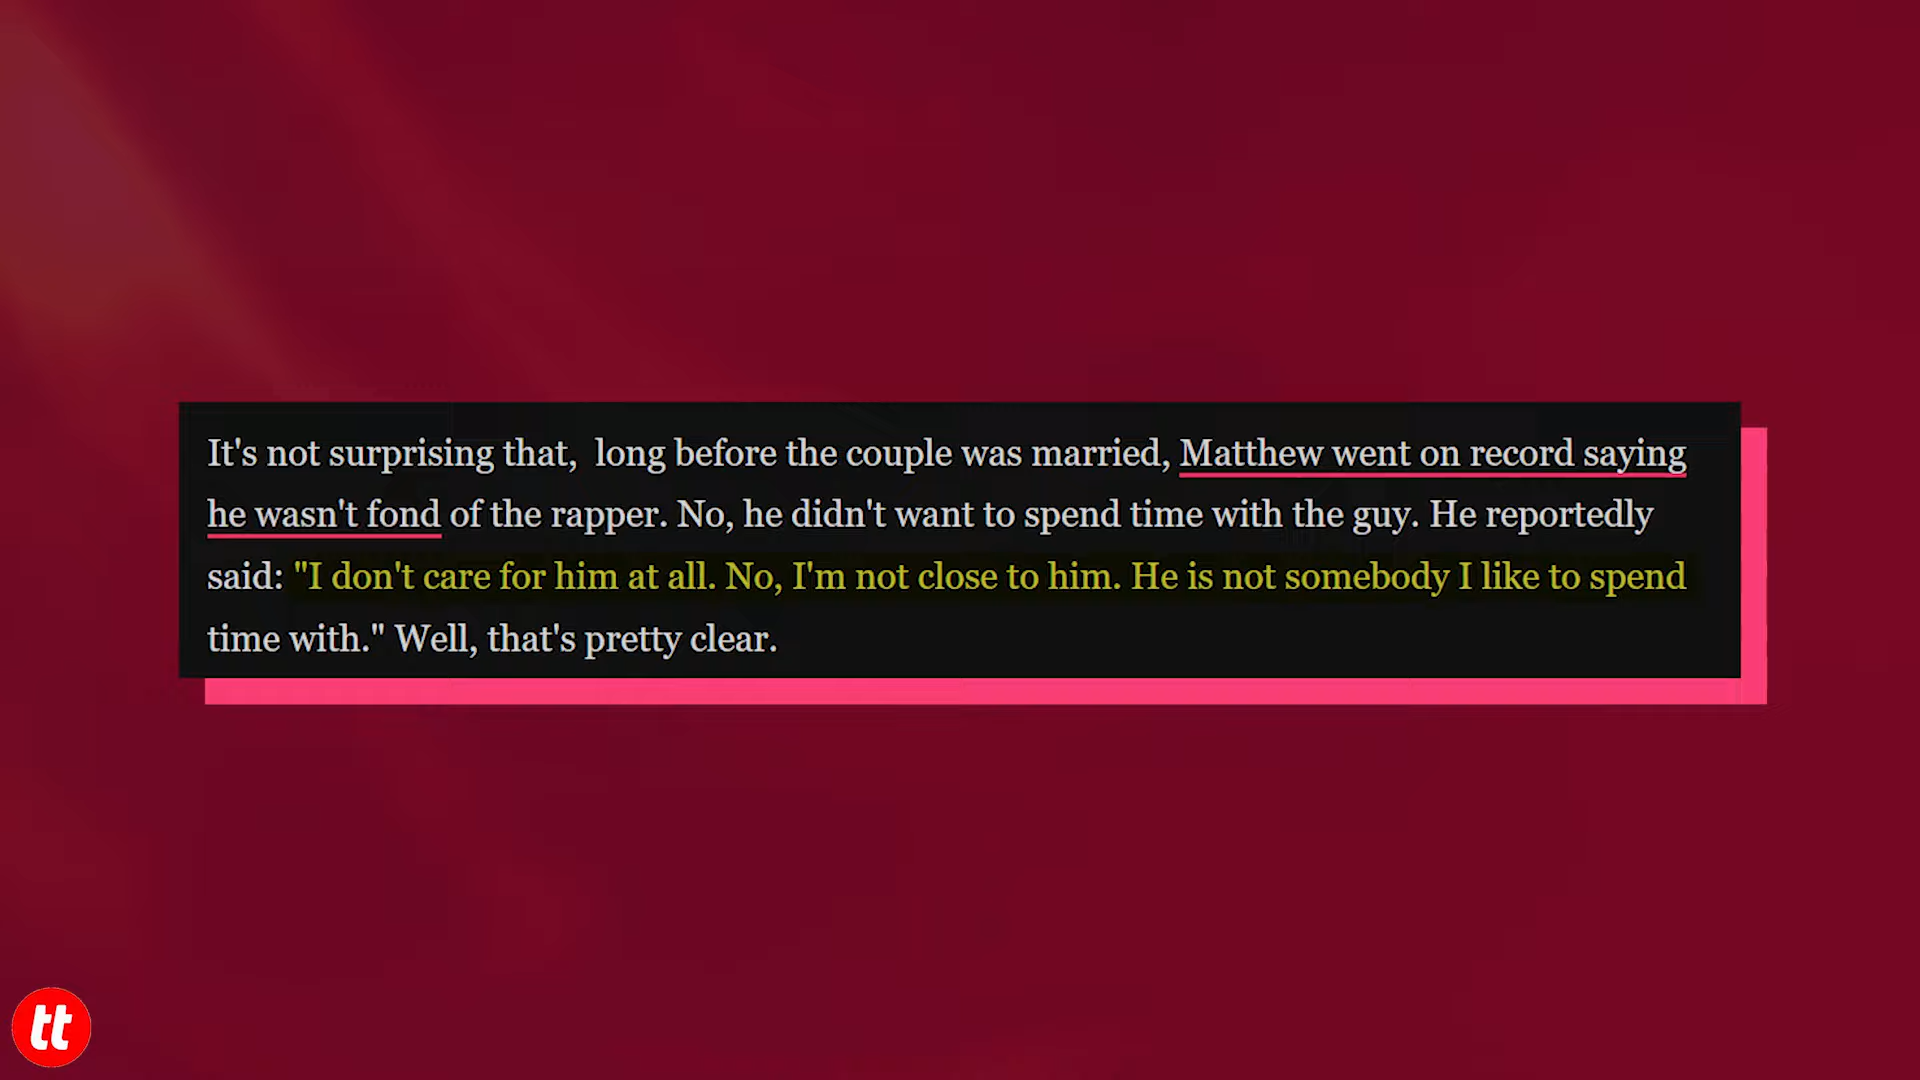 It's not surprising that,  long before the couple was married, Matthew went on record saying
he wasn't fond of the rapper. No, he didn't want to spend time with the guy. He reportedly
said: "I don't care for him at all. No, I'm not close to him. He is not somebody I like to spend
time with." Well, that's pretty clear.
tt